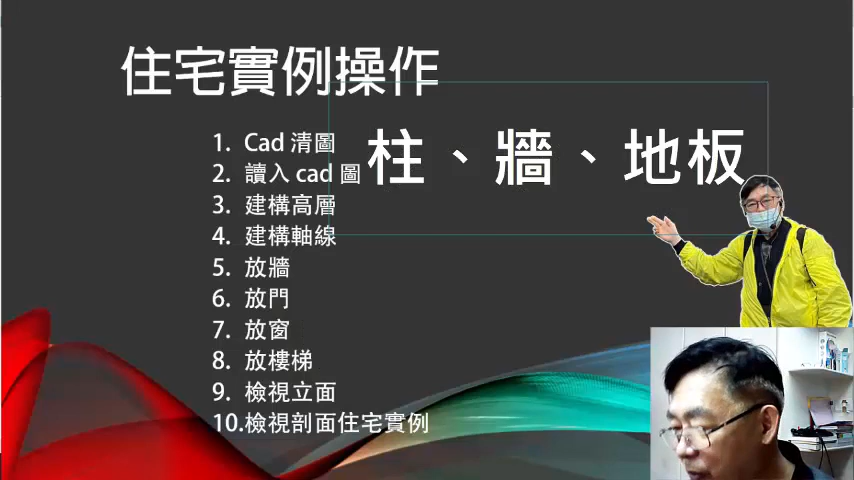 住宅實例操作
柱、牆、地板
1. Cad 清圖
2. 讀入 cad 圖
3. 建構高層
4. 建構軸線
5. 放牆
6. 放門
7. 放窗
8. 放樓梯
9. 檢視立面
10.檢視剖面住宅實例